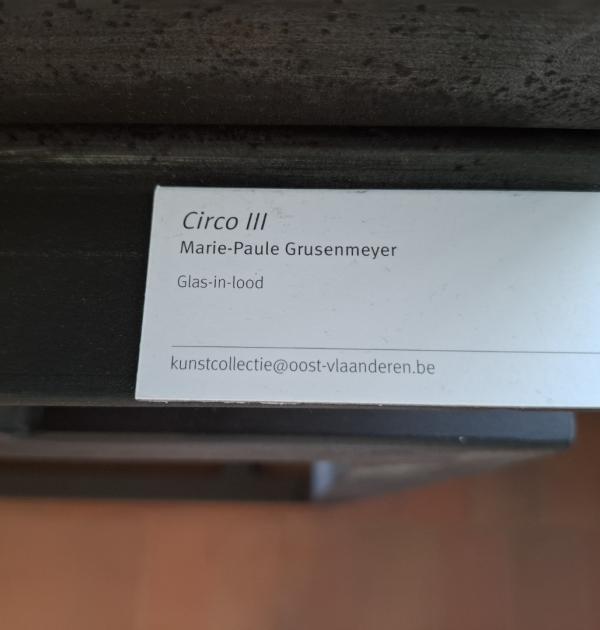 Circo III
Marie-Paule Grusenmeyer
Glas-in-lood
kunstcollectie@oost-vlaanderen.be